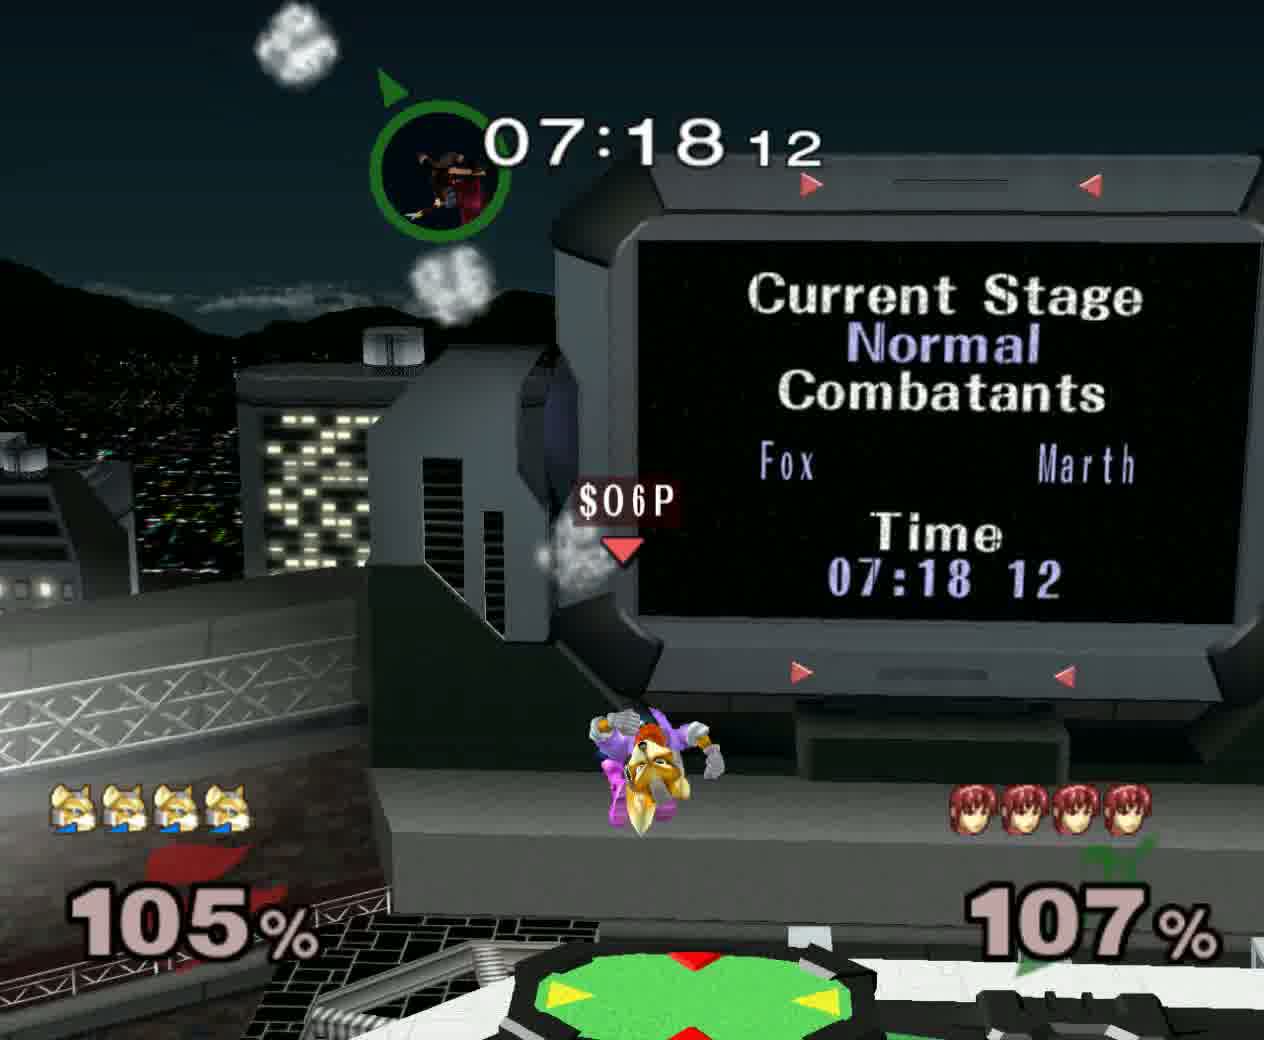 07:18 12
Current Stage
Normal
Combatants
Fox Marth
$06P
Time
07:18 12
105% 107%